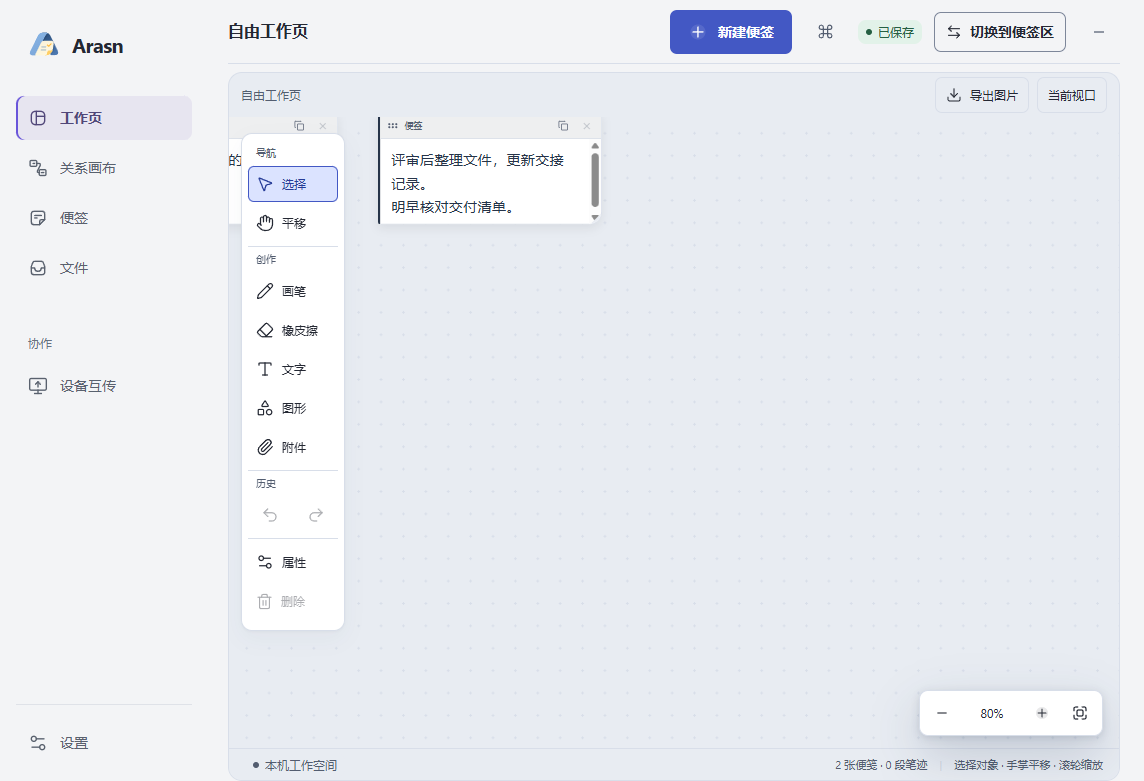 Arasn
工作页
关系画布
便签
文件
协作
设备互传
设置
自由工作页
新建便签
已保存
切换到便签区
自由工作页
导出图片
当前视口
的
便签
评审后整理文件，更新交接
记录。
明早核对交付清单。
导航
选择
平移
创作
画笔
橡皮擦
文字
图形
附件
历史
属性
删除
80%
本机工作空间
2 张便笺 · 0 段笔迹
选择对象 · 手掌平移 · 滚轮缩放